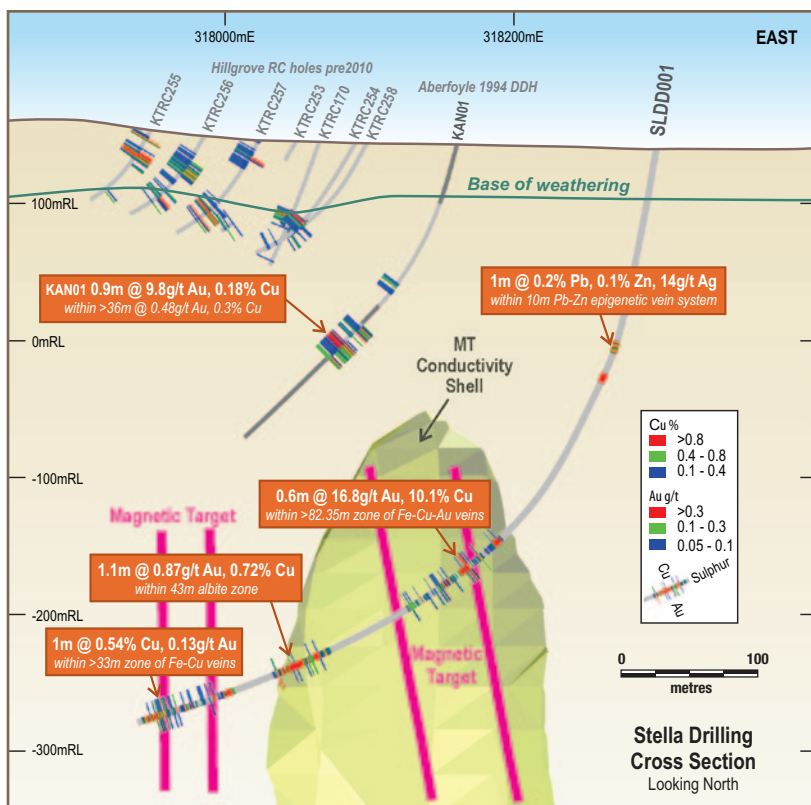 318000mE
318200mE
EAST
Hillgrove RC holes pre2010
Aberfoyle 1994 DDH
KTRC255
KTRC256
KTRC257
KTRC253
KTRC170
KTRC254
KTRC258
KAN01
SLDD001
100mRL
Base of weathering
KAN01 0.9m @ 9.8g/t Au, 0.18% Cu
within >36m @ 0.48g/t Au, 0.3% Cu
1m @ 0.2% Pb, 0.1% Zn, 14g/t Ag
within 10m Pb-Zn epigenetic vein system
0mRL
MT
Conductivity
Shell
Cu %
>0.8
0.4 - 0.8
0.1 - 0.4
Au g/t
>0.3
0.1 - 0.3
0.05 - 0.1
Cu
Sulphur
Au
-100mRL
0.6m @ 16.8g/t Au, 10.1% Cu
within >82.35m zone of Fe-Cu-Au veins
Magnetic Target
1.1m @ 0.87g/t Au, 0.72% Cu
within 43m albite zone
-200mRL
1m @ 0.54% Cu, 0.13g/t Au
within >33m zone of Fe-Cu veins
Magnetic
Target
0
100
metres
-300mRL
Stella Drilling
Cross Section
Looking North